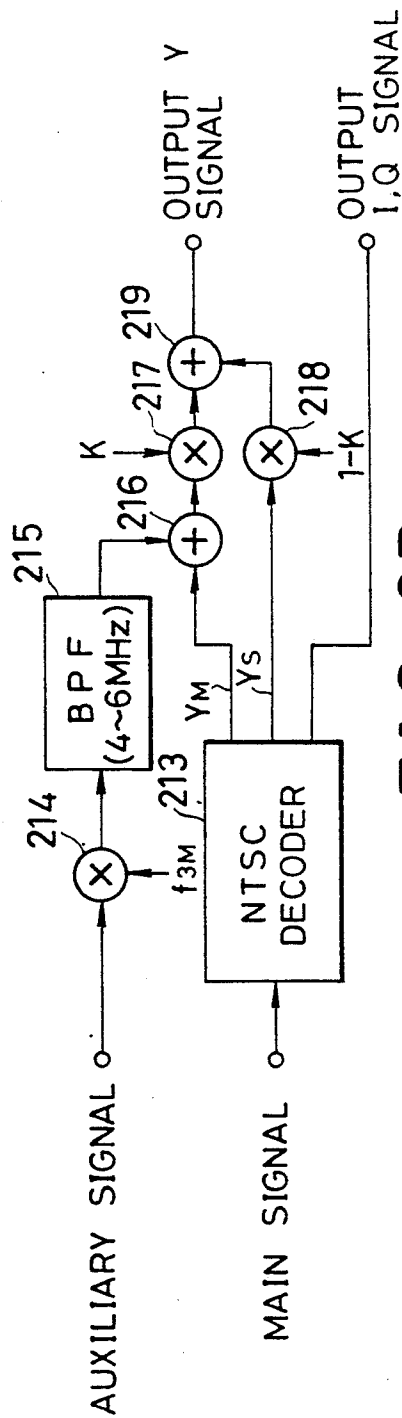 AUXILIARY SIGNAL
214
f3M
215
BPF
(4~6MHz)
216
K
217
219
OUTPUT Y
SIGNAL
MAIN SIGNAL
213
NTSC
DECODER
YM
YS
218
1-K
OUTPUT
I,Q SIGNAL